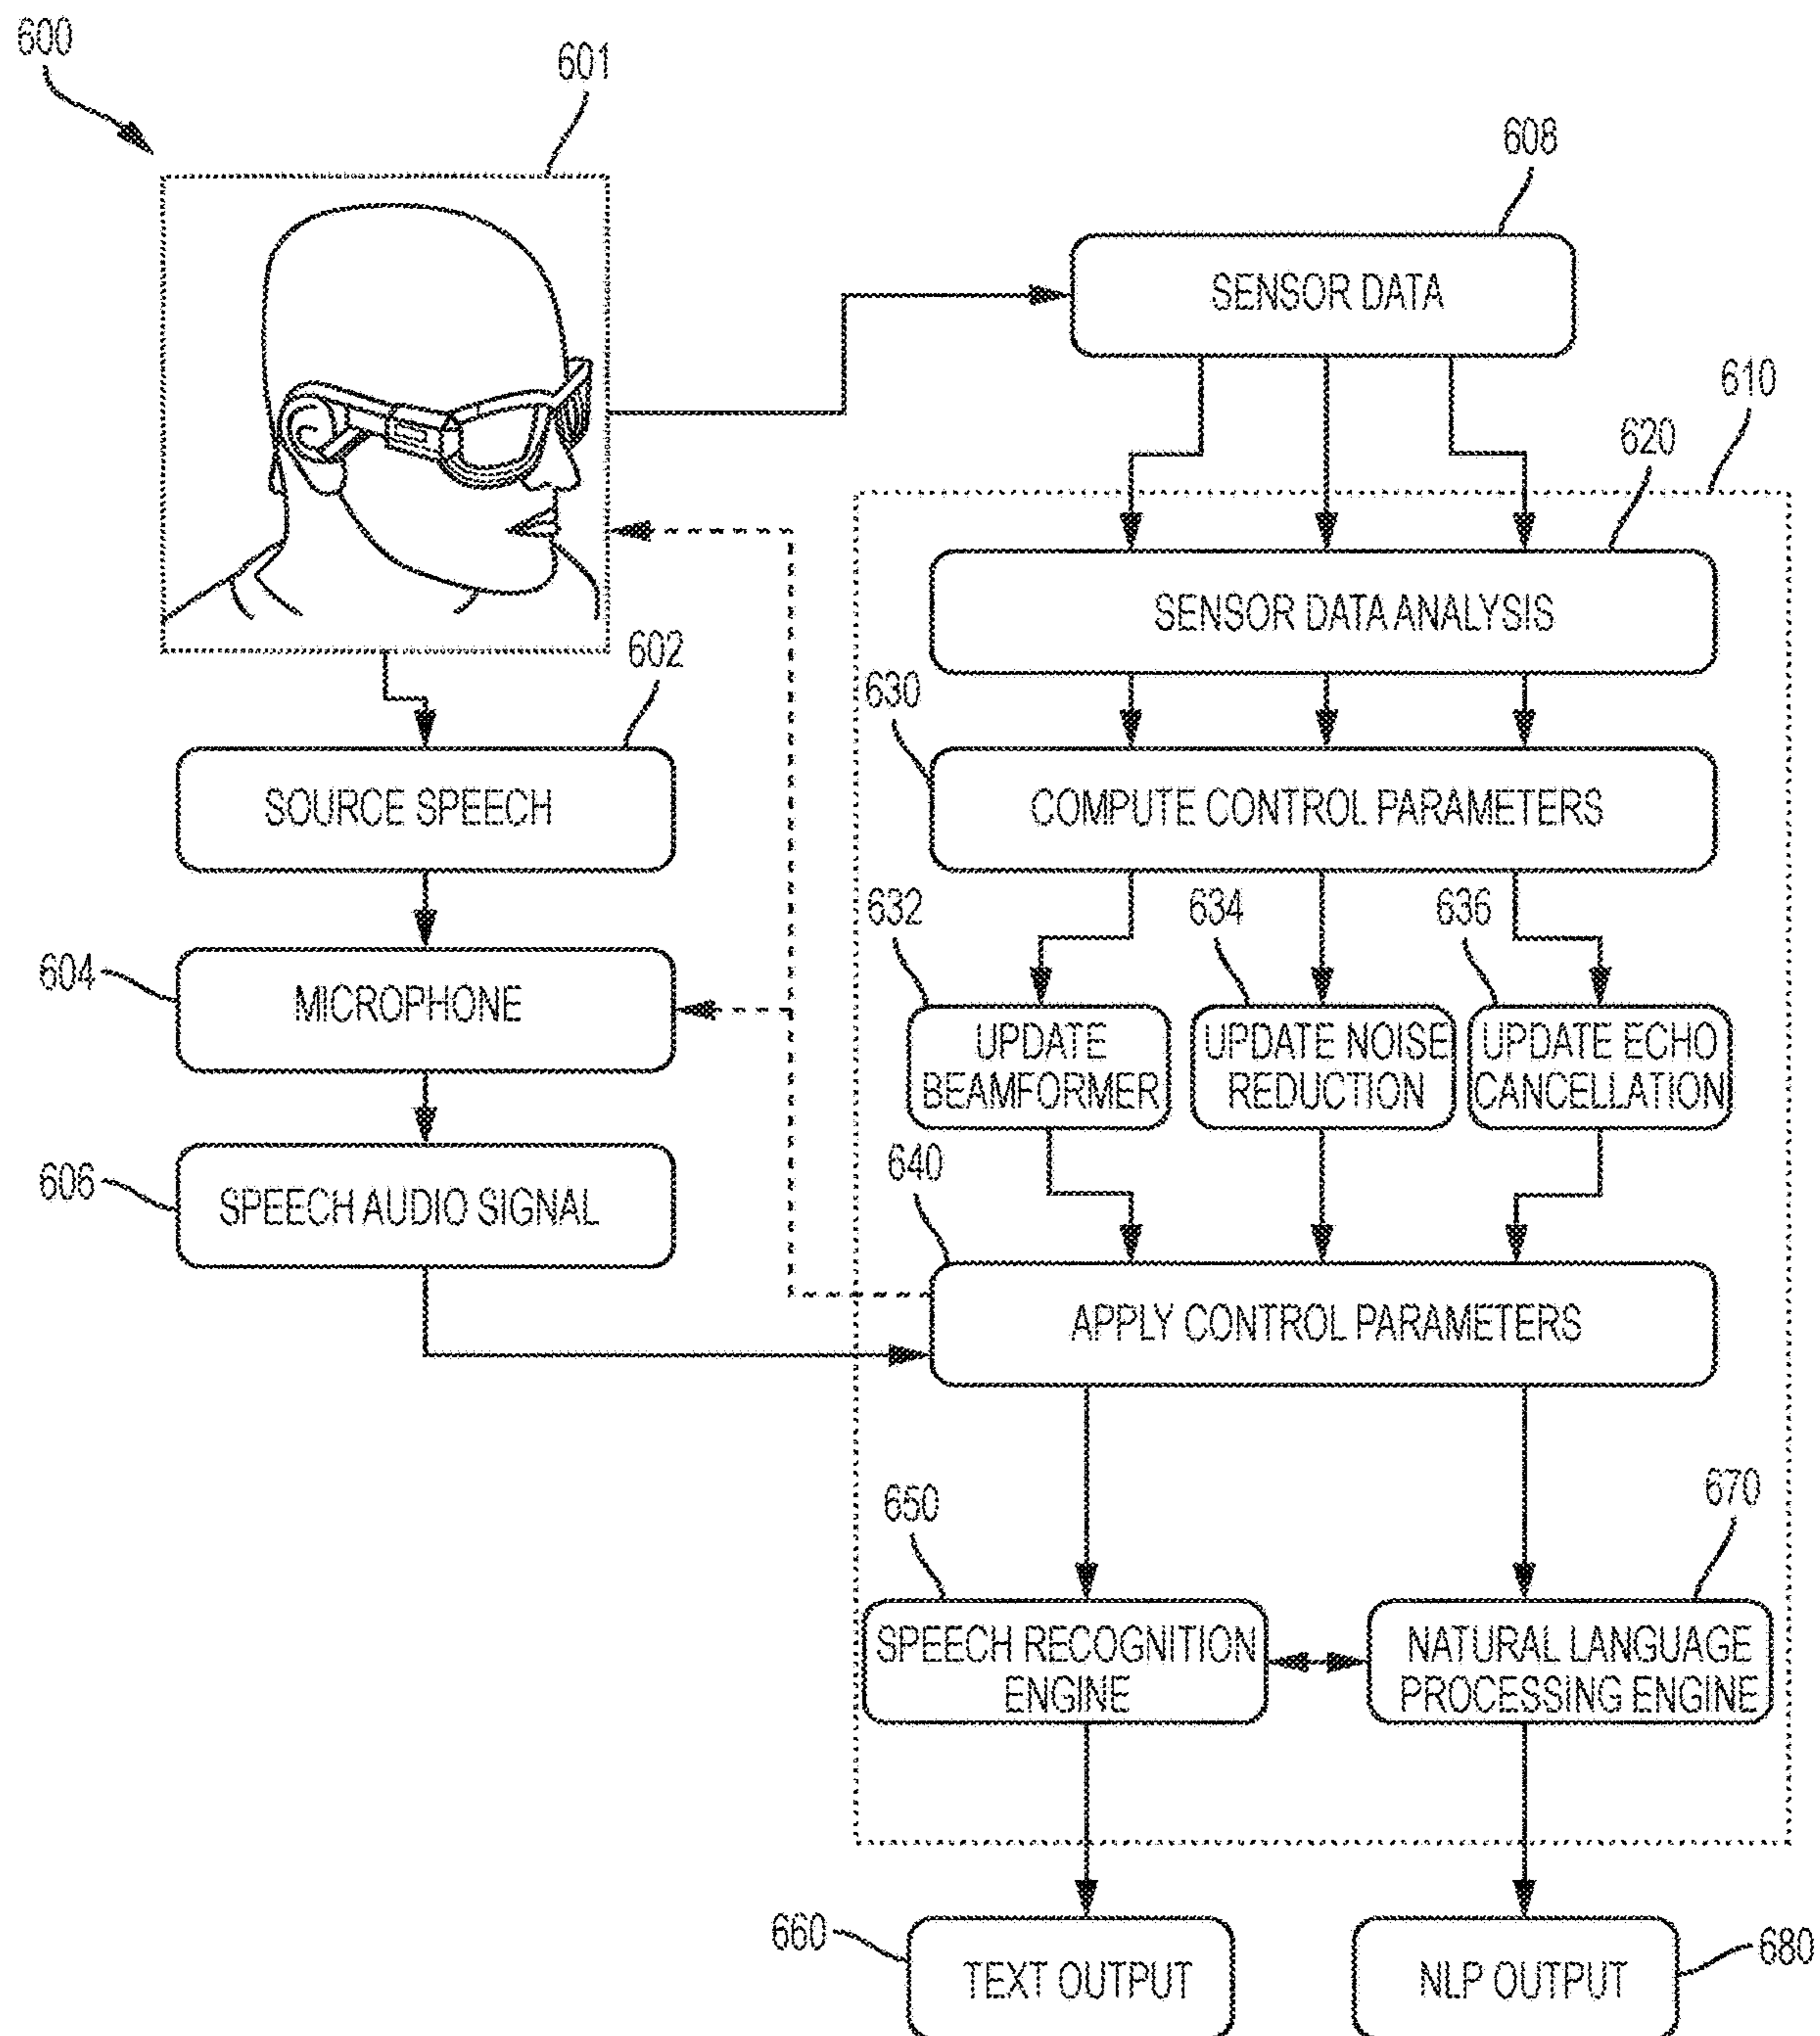 600
601
608
SENSOR DATA
610
620
SENSOR DATA ANALYSIS
602
630
SOURCE SPEECH
COMPUTE CONTROL PARAMETERS
632
634
636
604
MICROPHONE
UPDATE
BEAMFORMER
UPDATE NOISE
REDUCTION
UPDATE ECHO
CANCELLATION
640
606
SPEECH AUDIO SIGNAL
APPLY CONTROL PARAMETERS
650
670
SPEECH RECOGNITION
ENGINE
NATURAL LANGUAGE
PROCESSING ENGINE
660
TEXT OUTPUT
NLP OUTPUT
680